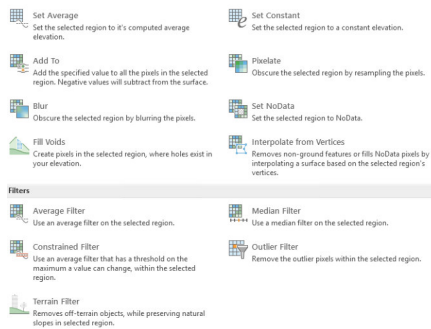 Set Average
Set the selected region to it's computed average
elevation.
Set Constant
Set the selected region to a constant elevation.
Add To
Add the specified value to all the pixels in the selected
region. Negative values will subtract from the surface.
Pixelate
Obscure the selected region by resampling the pixels.
Blur
Obscure the selected region by blurring the pixels.
Set NoData
Set the selected region to NoData.
Fill Voids
Create pixels in the selected region, where holes exist in
your elevation.
Interpolate from Vertices
Removes non-ground features or fills NoData pixels by
interpolating a surface based on the selected region's
vertices.
Filters
Average Filter
Use an average filter on the selected region.
Median Filter
Use a median filter on the selected region.
Constrained Filter
Use an average filter that has a threshold on the
maximum a value can change, within the selected
region.
Outlier Filter
Remove the outlier pixels within the selected region.
Terrain Filter
Removes off-terrain objects, while preserving natural
slopes in selected region.